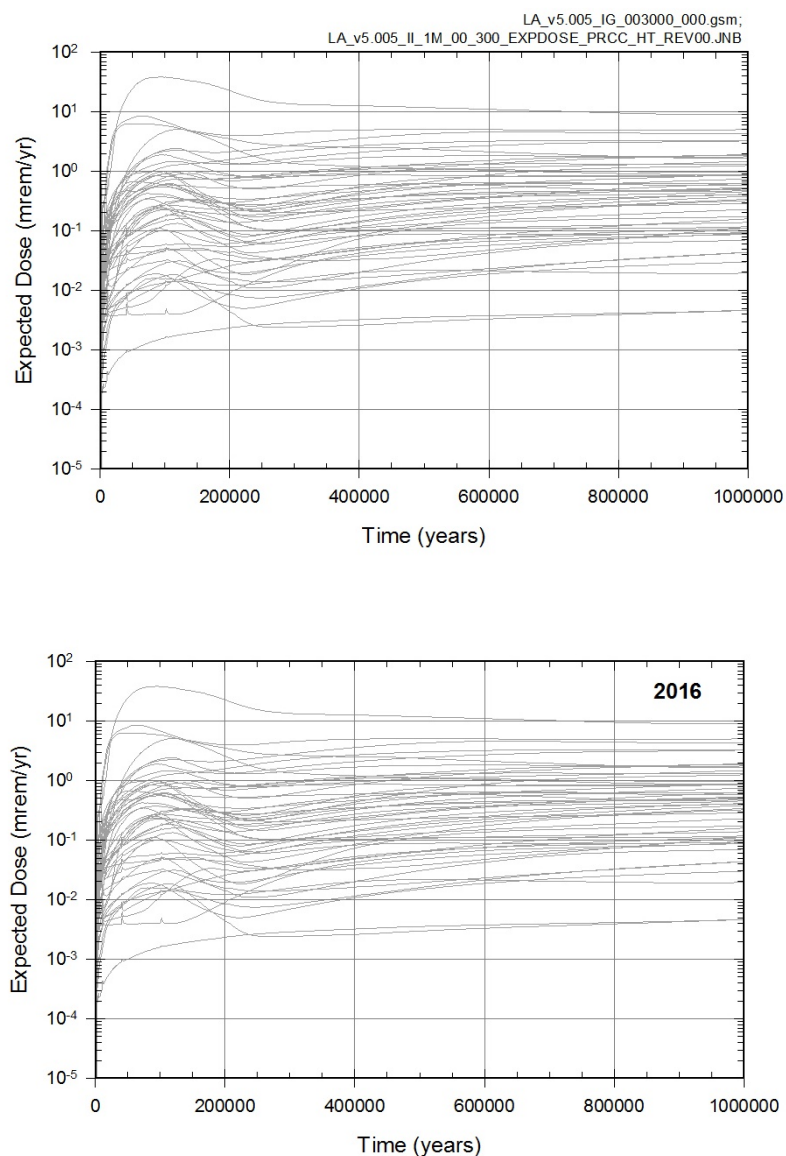 LA_v5.005_IG_003000_000.gsm;
LA_v5.005_II_1M_00_300_EXPDOSE_PRCC_HT_REV00.JNB
Expected Dose (mrem/yr)
10²
10¹
10⁰
10⁻¹
10⁻²
10⁻³
10⁻⁴
10⁻⁵
0 200000 400000 600000 800000 1000000
Time (years)
2016
Expected Dose (mrem/yr)
10²
10¹
10⁰
10⁻¹
10⁻²
10⁻³
10⁻⁴
10⁻⁵
0 200000 400000 600000 800000 1000000
Time (years)